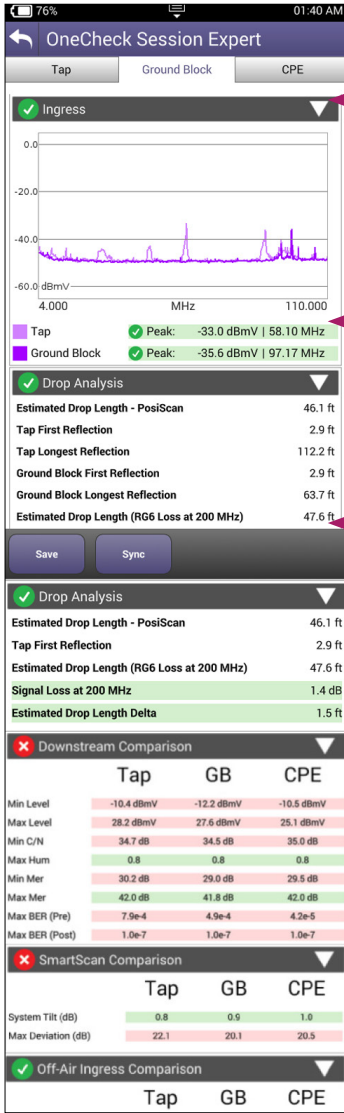 76% 01:40 AM
OneCheck Session Expert
Tap Ground Block CPE
Ingress
0.0
-20.0
-40.0
-60.0 dBmV
4.000 MHz 110.000
Tap Peak: -33.0 dBmV | 58.10 MHz
Ground Block Peak: -35.6 dBmV | 97.17 MHz
Drop Analysis
Estimated Drop Length - PosiScan 46.1 ft
Tap First Reflection 2.9 ft
Tap Longest Reflection 112.2 ft
Ground Block First Reflection 2.9 ft
Ground Block Longest Reflection 63.7 ft
Estimated Drop Length (RG6 Loss at 200 MHz) 47.6 ft
Save Sync
Drop Analysis
Estimated Drop Length - PosiScan 46.1 ft
Tap First Reflection 2.9 ft
Estimated Drop Length (RG6 Loss at 200 MHz) 47.6 ft
Signal Loss at 200 MHz 1.4 dB
Estimated Drop Length Delta 1.5 ft
Downstream Comparison
Tap GB CPE
Min Level -10.4 dBmV -12.2 dBmV -10.5 dBmV
Max Level 28.2 dBmV 27.6 dBmV 25.1 dBmV
Min C/N 34.7 dB 34.5 dB 35.0 dB
Max Hum 0.8 0.8 0.8
Min Mer 30.2 dB 29.0 dB 29.5 dB
Max Mer 42.0 dB 41.8 dB 42.0 dB
Max BER (Pre) 7.9e-4 4.9e-4 4.2e-5
Max BER (Post) 1.0e-7 1.0e-7 1.0e-7
SmartScan Comparison
Tap GB CPE
System Tilt (dB) 0.8 0.9 1.0
Max Deviation (dB) 22.1 20.1 20.5
Off-Air Ingress Comparison
Tap GB CPE